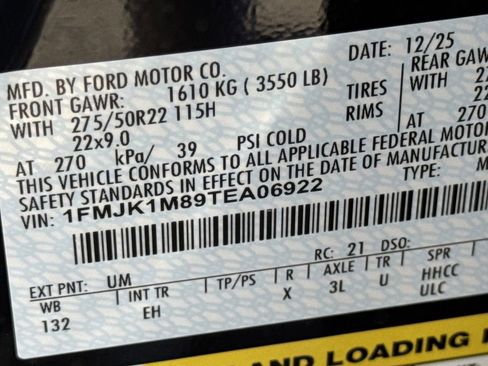 MFD. BY FORD MOTOR CO. DATE: 12/25
FRONT GAWR: 1610 KG ( 3550 LB) REAR GAW
WITH 275/50R22 115H TIRES WITH 27
22x9.0 RIMS 22
AT 270 kPa/ 39 PSI COLD AT 270
THIS VEHICLE CONFORMS TO ALL APPLICABLE FEDERAL MOTOR
SAFETY STANDARDS IN EFFECT ON THE DATE OF MANUFACTURE
VIN: 1FMJK1M89TEA06922 TYPE: M
RC: 21 DSO:
EXT PNT: UM
WB INT TR TP/PS R AXLE TR SPR
132 EH X 3L U HHCC
ULC
AND LOADING